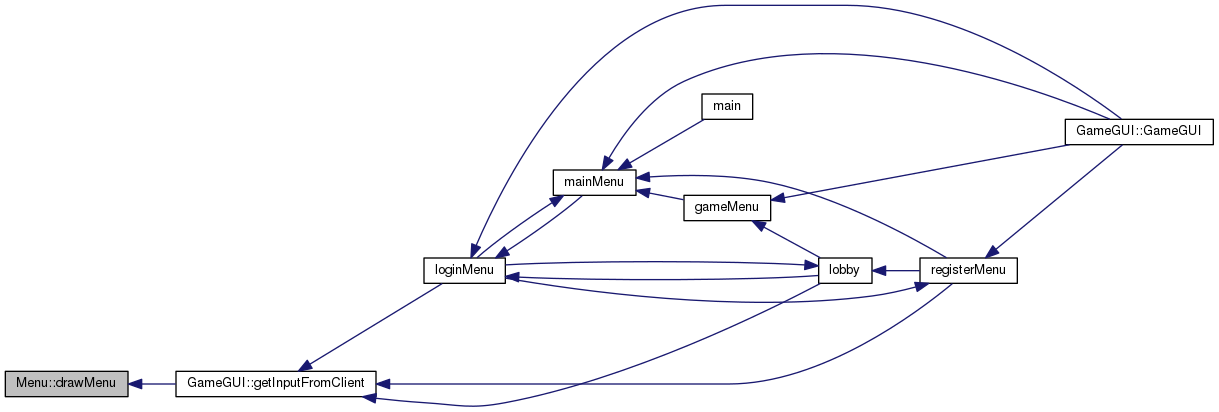 main
GameGUI::GameGUI
mainMenu
gameMenu
loginMenu
lobby
registerMenu
Menu::drawMenu
GameGUI::getInputFromClient